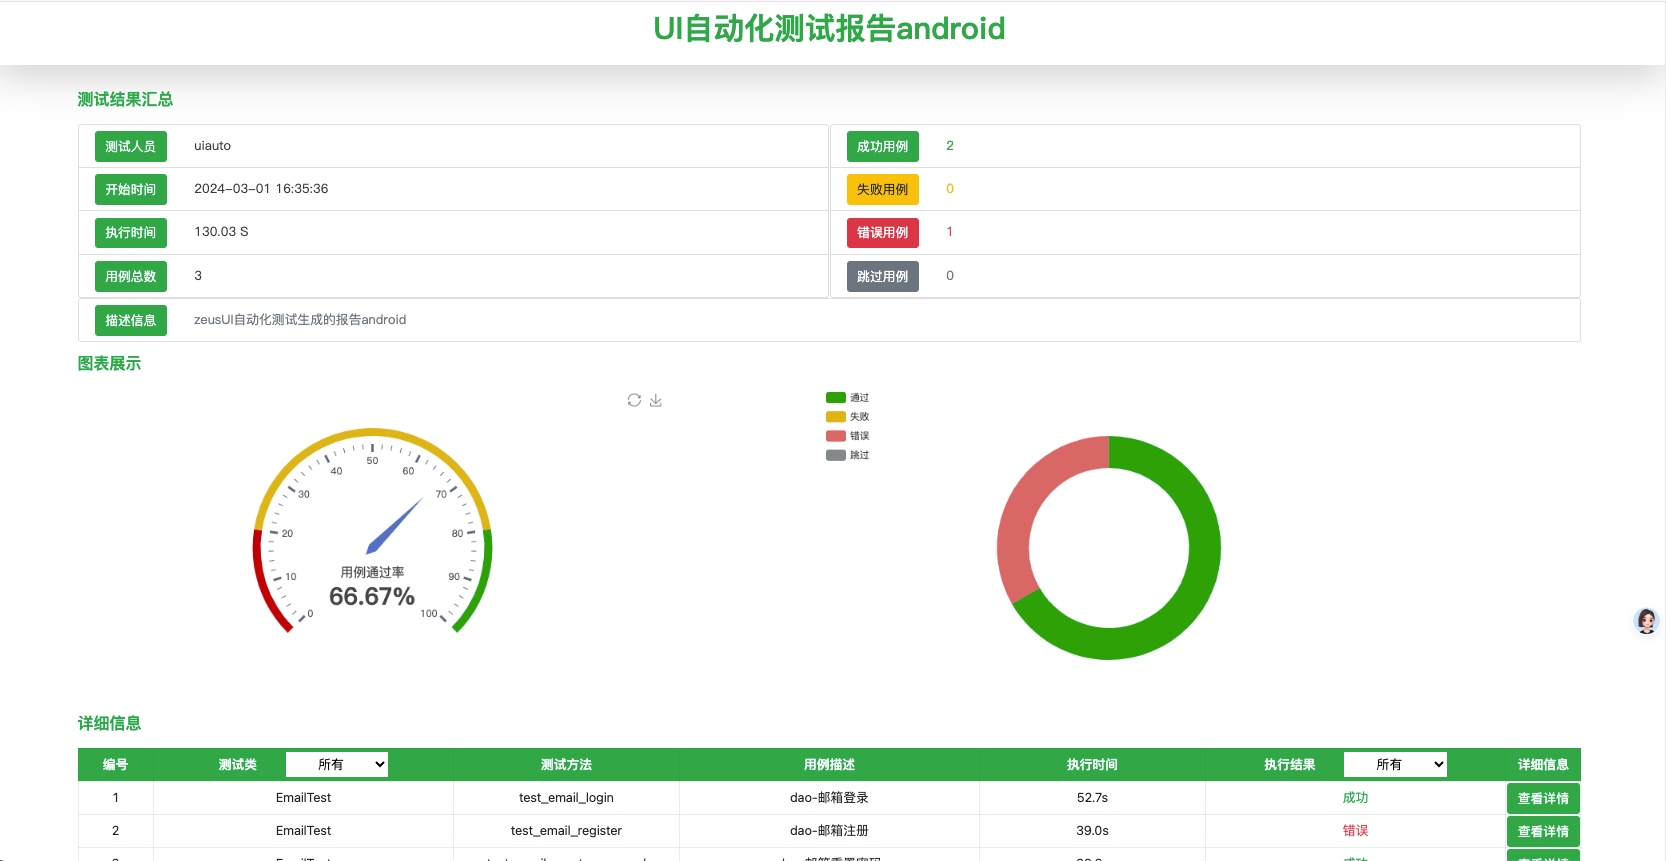 UI自动化测试报告android
测试结果汇总
测试人员 uiauto
成功用例 2
开始时间 2024-03-01 16:35:36
失败用例 0
执行时间 130.03 S
错误用例 1
用例总数 3
跳过用例 0
描述信息 zeusUI自动化测试生成的报告android
图表展示
通过
失败
错误
跳过
0
10
20
30
40
50
60
70
80
90
100
用例通过率
66.67%
详细信息
编号 测试类 所有 测试方法 用例描述 执行时间 执行结果 所有 详细信息
1 EmailTest test_email_login dao-邮箱登录 52.7s 成功 查看详情
2 EmailTest test_email_register dao-邮箱注册 39.0s 错误 查看详情